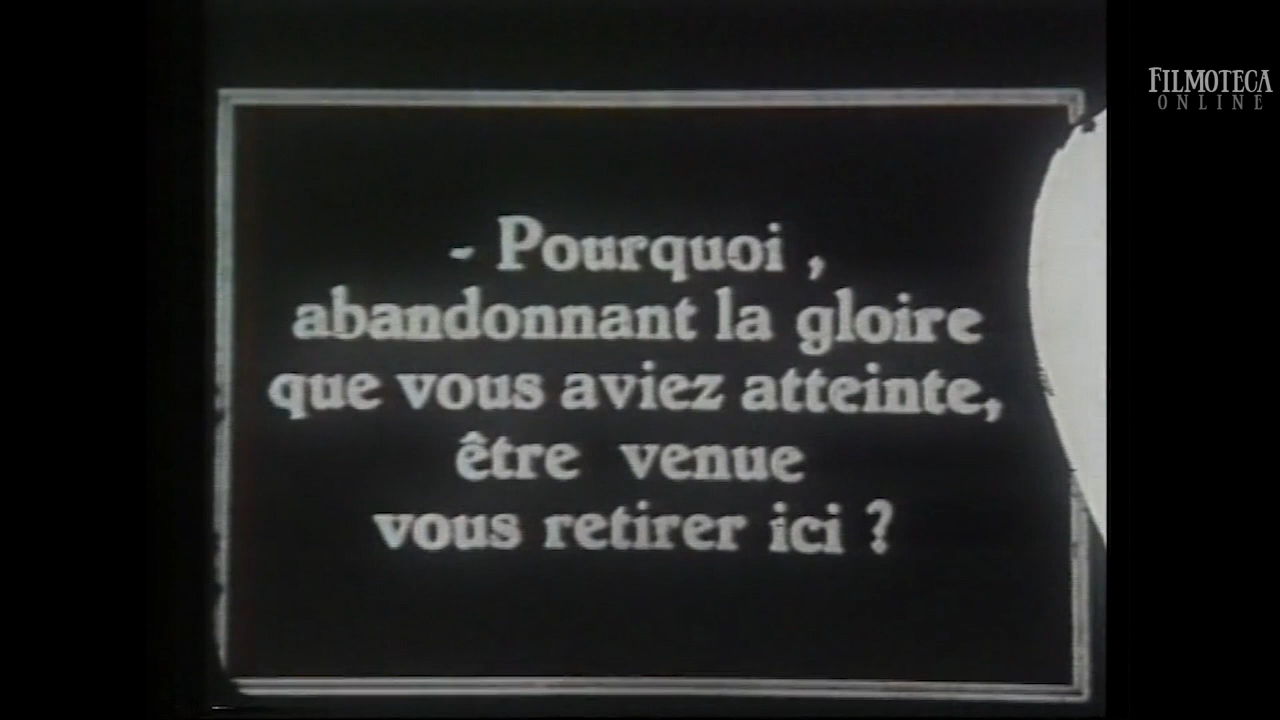 FILMOTECA
ONLINE
- Pourquoi ,
abandonnant la gloire
que vous aviez atteinte,
être venue
vous retirer ici ?